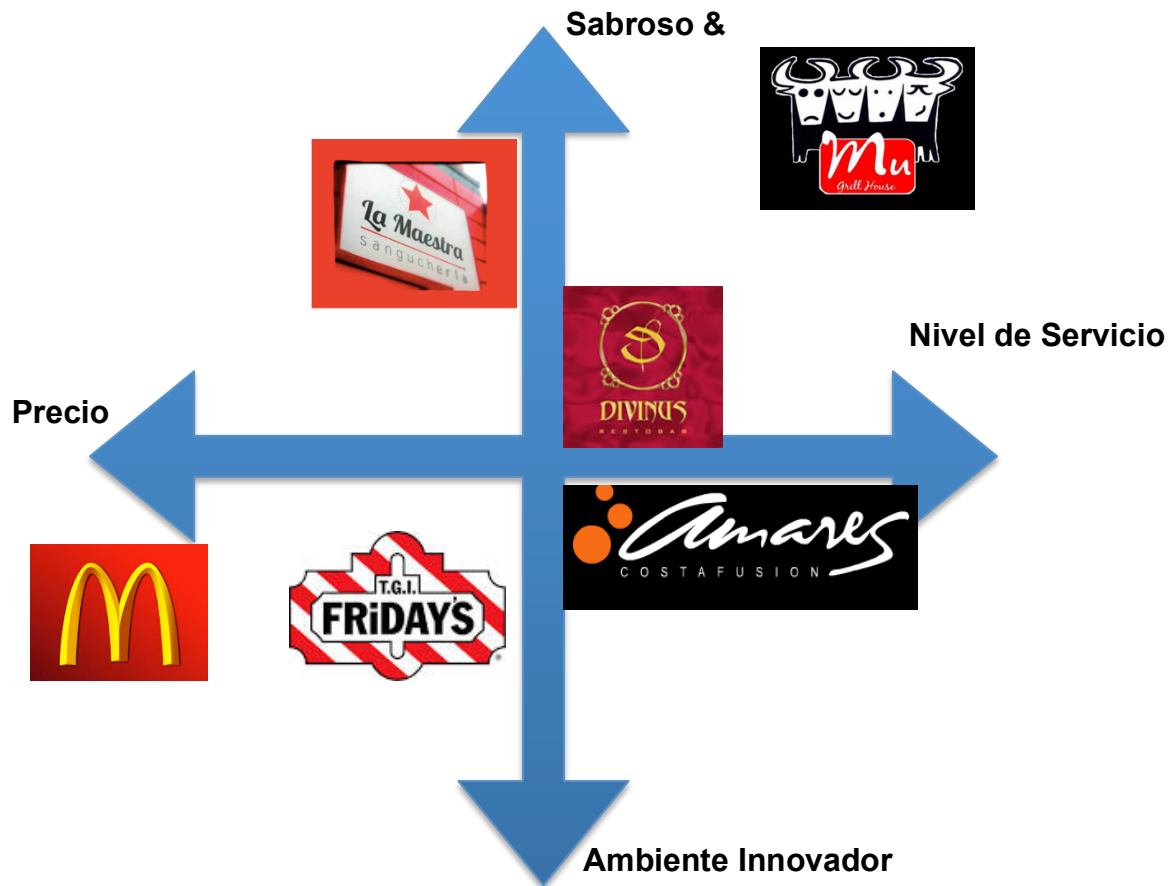 Sabroso &
Mu
Grill House
La Maestra
sanguchería
Nivel de Servicio
DIVINUS
RESTOBAR
Precio
amares
COSTAFUSION
M
T.G.I.
FRiDAY'S
®
Ambiente Innovador